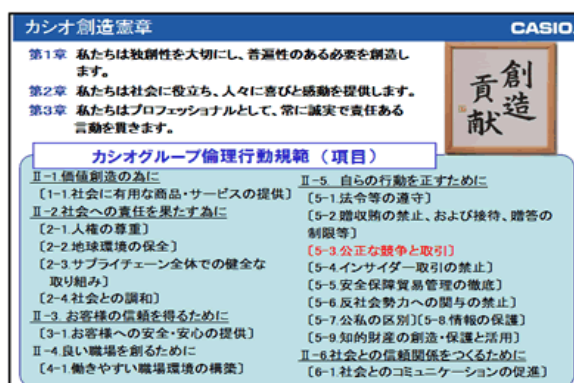 カシオ創造憲章
CASIO
第1章 私たちは独創性を大切にし、普遍性のある必要を創造し
ます。
第2章 私たちは社会に役立ち、人々に喜びと感動を提供します。
第3章 私たちはプロフェッショナルとして、常に誠実で責任ある
言動を貫きます。
創造
貢献
カシオグループ倫理行動規範（項目）
Ⅱ-1.価値創造の為に
〔1-1.社会に有用な商品・サービスの提供〕
Ⅱ-2.社会への責任を果たす為に
〔2-1.人権の尊重〕
〔2-2.地球環境の保全〕
〔2-3.サプライチェーン全体での健全な
取り組み〕
〔2-4.社会との調和〕
Ⅱ-3.お客様の信頼を得るために
〔3-1.お客様への安全・安心の提供〕
Ⅱ-4.良い職場を創るために
〔4-1.働きやすい職場環境の構築〕
Ⅱ-5. 自らの行動を正すために
〔5-1.法令等の遵守〕
〔5-2.贈収賄の禁止、および接待、贈答の
制限等〕
〔5-3.公正な競争と取引〕
〔5-4.インサイダー取引の禁止〕
〔5-5.安全保障貿易管理の徹底〕
〔5-6.反社会勢力への関与の禁止〕
〔5-7.公私の区別〕〔5-8.情報の保護〕
〔5-9.知的財産の創造・保護と活用〕
Ⅱ-6社会との信頼関係をつくるために
〔6-1.社会とのコミュニケーションの促進〕